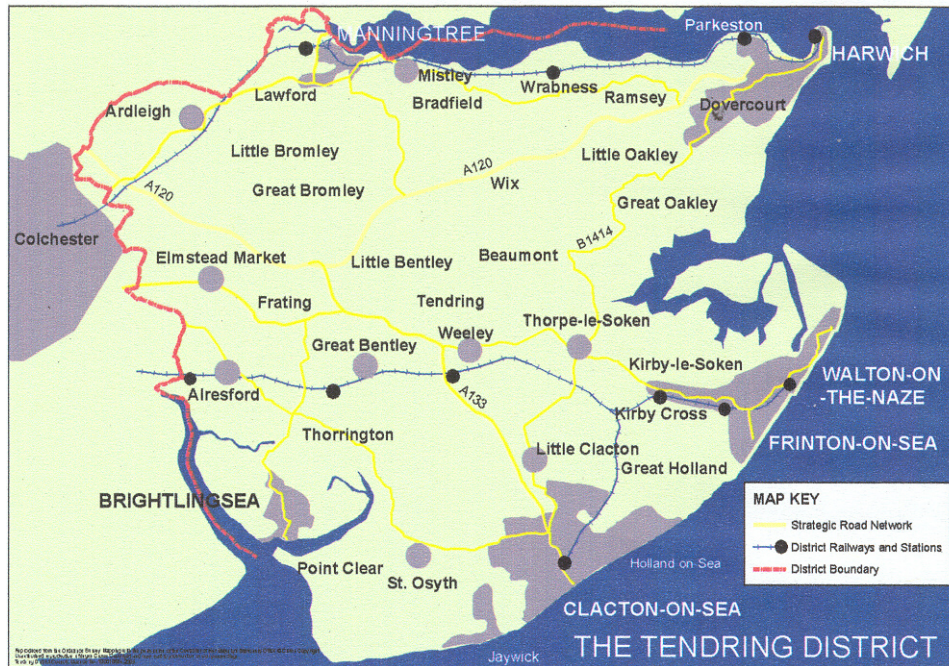 MANNINGTREE
Parkeston
HARWICH
Mistley
Wrabness
Lawford
Bradfield
Ramsey
Dovercourt
Ardleigh
Little Bromley
Little Oakley
A120
Great Bromley
Wix
A120
Great Oakley
Colchester
B1414
Elmstead Market
Little Bentley
Beaumont
Frating
Tendring
Thorpe-le-Soken
Great Bentley
Weeley
Kirby-le-Soken
WALTON-ON
-THE-NAZE
Alresford
A133
Kirby Cross
Thorrington
Little Clacton
FRINTON-ON-SEA
Great Holland
BRIGHTLINGSEA
MAP KEY
Strategic Road Network
District Railways and Stations
District Boundary
Point Clear
St. Osyth
Holland-on-Sea
CLACTON-ON-SEA
THE TENDRING DISTRICT
Jaywick